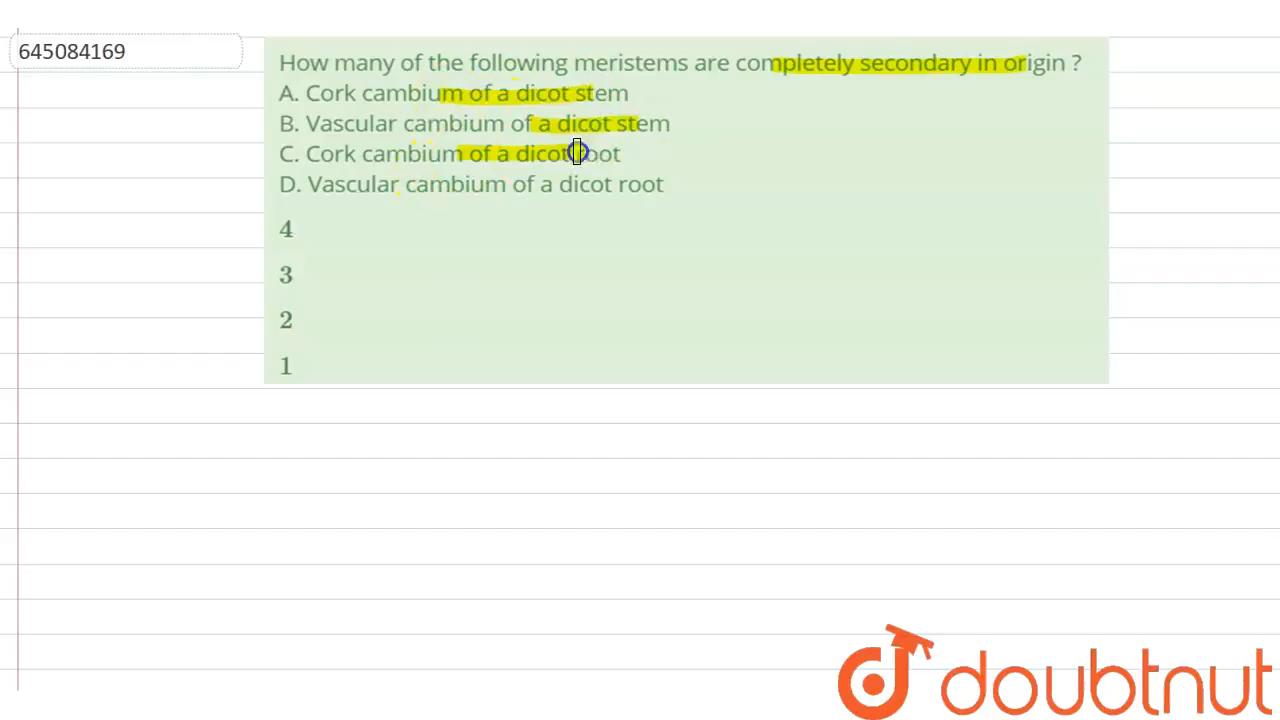 645084169
How many of the following meristems are completely secondary in origin ?
A. Cork cambium of a dicot stem
B. Vascular cambium of a dicot stem
C. Cork cambium of a dicot root
D. Vascular cambium of a dicot root
4
3
2
1
doubtnut